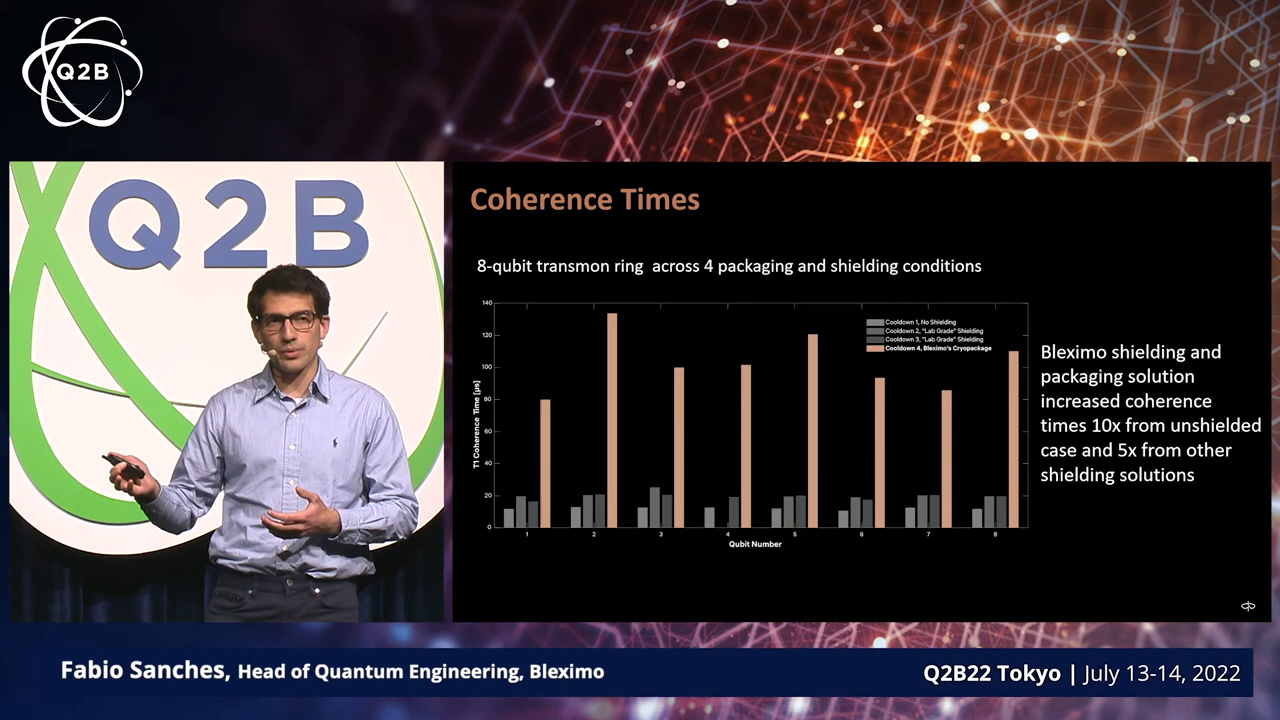 Q2B
Q2B
Coherence Times
8-qubit transmon ring across 4 packaging and shielding conditions
140
120
100
80
60
40
20
0
T1 Coherence Time [µs]
Cooldown 1, No Shielding
Cooldown 2, "Lab Grade" Shielding
Cooldown 3, "Lab Grade" Shielding
Cooldown 4, Bleximo's Cryopackage
1 2 3 4 5 6 7 8
Qubit Number
Bleximo shielding and
packaging solution
increased coherence
times 10x from unshielded
case and 5x from other
shielding solutions
Fabio Sanches, Head of Quantum Engineering, Bleximo
Q2B22 Tokyo | July 13-14, 2022